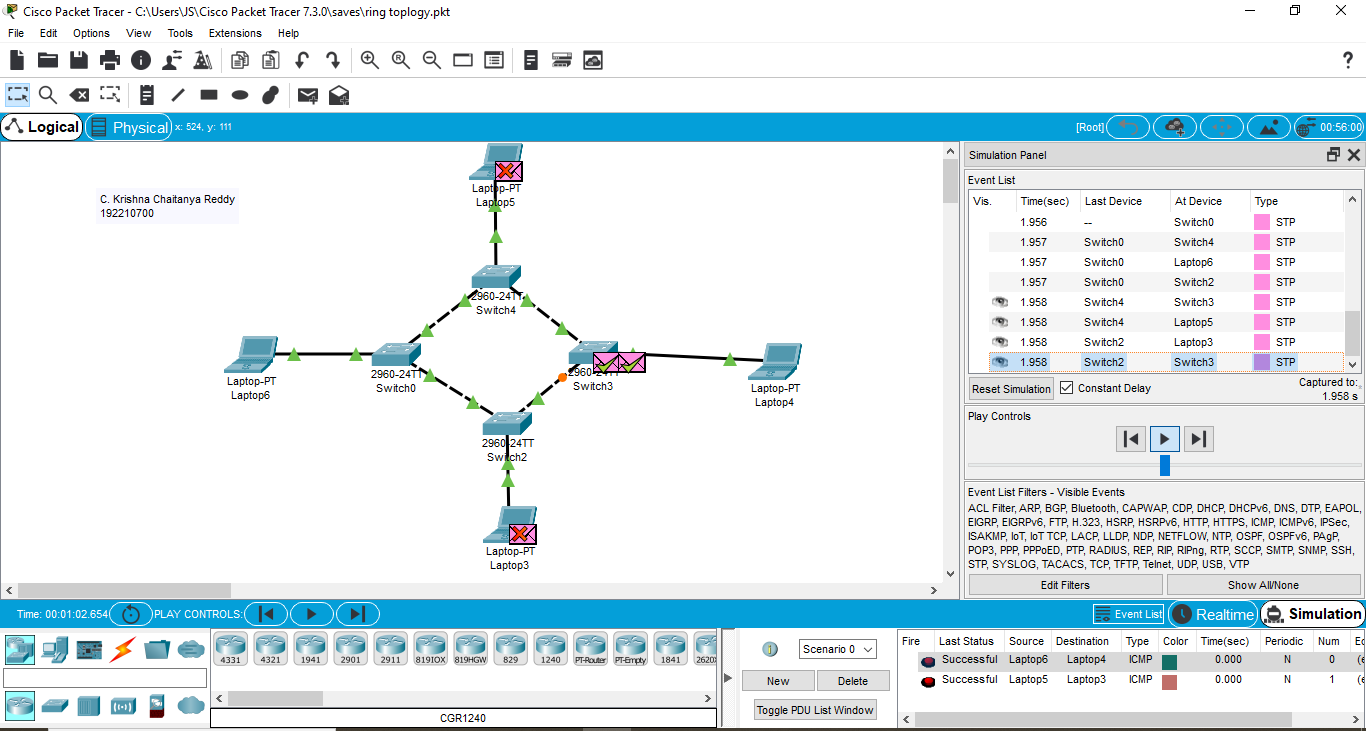 Cisco Packet Tracer - C:\Users\JS\Cisco Packet Tracer 7.3.0\saves\ring toplogy.pkt
File Edit Options View Tools Extensions Help
Logical Physical x: 524, y: 111 [Root] 00:56:00
C. Krishna Chaitanya Reddy
192210700
Laptop-PT
Laptop5
2960-24TT
Switch4
Laptop-PT
Laptop6
2960-24TT
Switch0
2960-24TT
Switch3
Laptop-PT
Laptop4
2960-24TT
Switch2
Laptop-PT
Laptop3
Simulation Panel
Event List
Vis. Time(sec) Last Device At Device Type
1.956 -- Switch0 STP
1.957 Switch0 Switch4 STP
1.957 Switch0 Laptop6 STP
1.957 Switch0 Switch2 STP
1.958 Switch4 Switch3 STP
1.958 Switch4 Laptop5 STP
1.958 Switch2 Laptop3 STP
1.958 Switch2 Switch3 STP
Reset Simulation Constant Delay Captured to:
1.958 s
Play Controls
Event List Filters - Visible Events
ACL Filter, ARP, BGP, Bluetooth, CAPWAP, CDP, DHCP, DHCPv6, DNS, DTP, EAPOL,
EIGRP, EIGRPv6, FTP, H.323, HSRP, HSRPv6, HTTP, HTTPS, ICMP, ICMPv6, IPSec,
ISAKMP, IoT, IoT TCP, LACP, LLDP, NDP, NETFLOW, NTP, OSPF, OSPFv6, PAgP,
POP3, PPP, PPPoED, PTP, RADIUS, REP, RIP, RIPng, RTP, SCCP, SMTP, SNMP, SSH,
STP, SYSLOG, TACACS, TCP, TFTP, Telnet, UDP, USB, VTP
Edit Filters Show All/None
Time: 00:01:02.654 PLAY CONTROLS: Event List Realtime Simulation
4331 4321 1941 2901 2911 819IOX 819HGW 829 1240 PT-Router PT-Empty 1841 2620X
CGR1240
Scenario 0
New Delete
Toggle PDU List Window
Fire Last Status Source Destination Type Color Time(sec) Periodic Num Ec
Successful Laptop6 Laptop4 ICMP 0.000 N 0 (e
Successful Laptop5 Laptop3 ICMP 0.000 N 1 (e